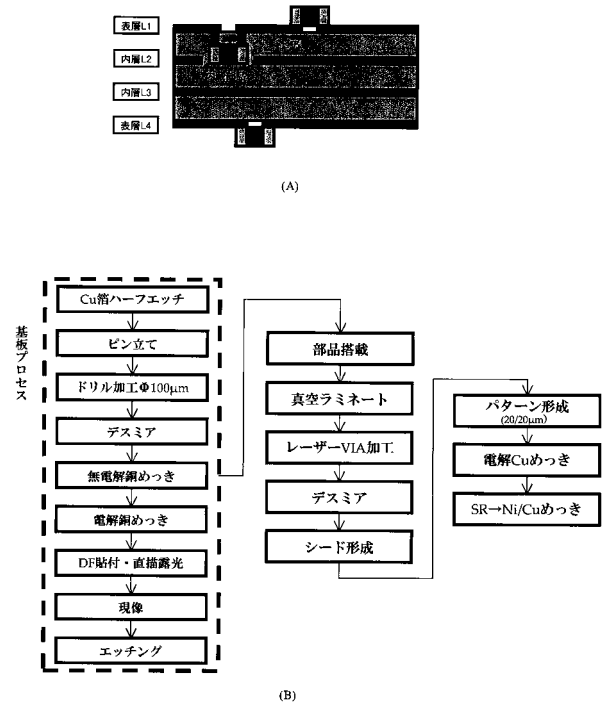 表層L1
内層L2
内層L3
表層L4
(A)
基板プロセス
Cu箔ハーフエッチ
ピン立て
ドリル加工Φ100μm
デスミア
無電解銅めっき
電解銅めっき
DF貼付・直描露光
現像
エッチング
部品搭載
真空ラミネート
レーザーVIA加工
デスミア
シード形成
パターン形成
(20/20μm)
電解Cuめっき
SR→Ni/Cuめっき
(B)